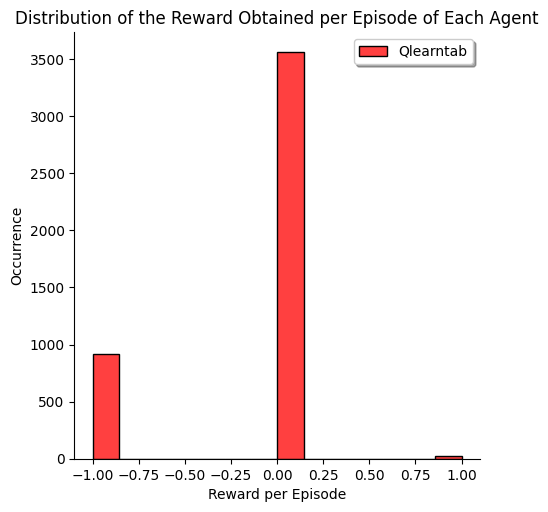 Distribution of the Reward Obtained per Episode of Each Agent
Qlearntab
3500
3000
2500
2000
1500
1000
500
0
Occurrence
−1.00 −0.75 −0.50 −0.25 0.00 0.25 0.50 0.75 1.00
Reward per Episode